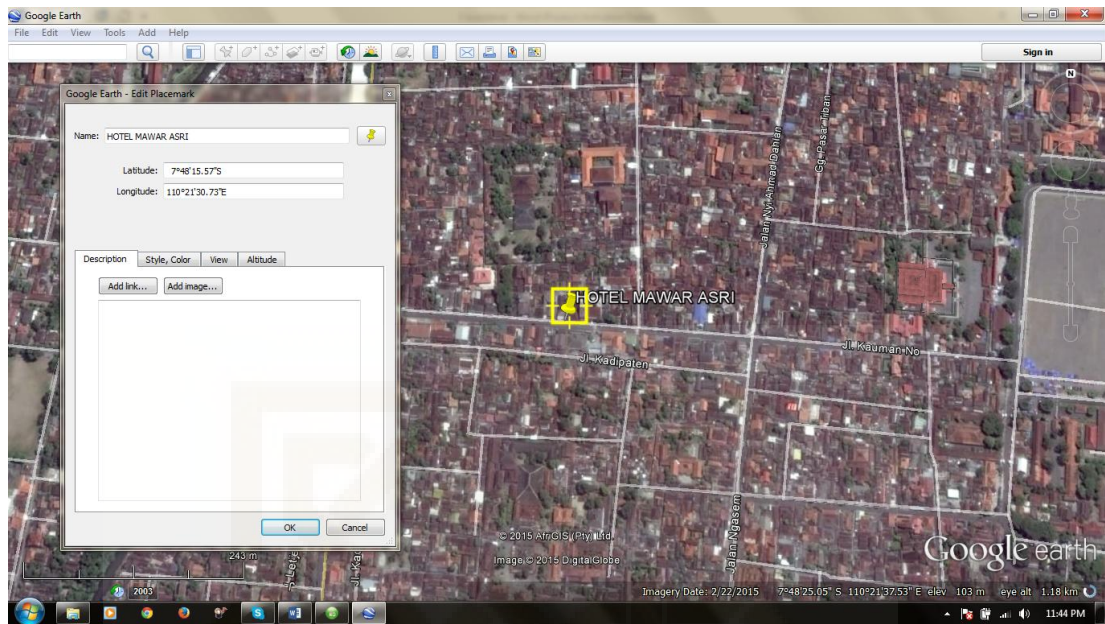 Google Earth
File Edit View Tools Add Help
Sign in
Google Earth - Edit Placemark
Name: HOTEL MAWAR ASRI
Latitude: 7°48'15.57"S
Longitude: 110°21'30.73"E
Description Style, Color View Altitude
Add link... Add image...
OK Cancel
N
Gg. Pasar Tiban
Jalan Nyi Ahmad Dahlan
HOTEL MAWAR ASRI
Jl. Kauman No
Jl. Kadipaten
Jalan Ngasem
© 2015 AfriGIS (Pty) Ltd.
Image © 2015 DigitalGlobe
Google earth
243 m
2003
Imagery Date: 2/22/2015 7°48'25.05" S 110°21'37.53" E elev 103 m eye alt 1.18 km
11:44 PM